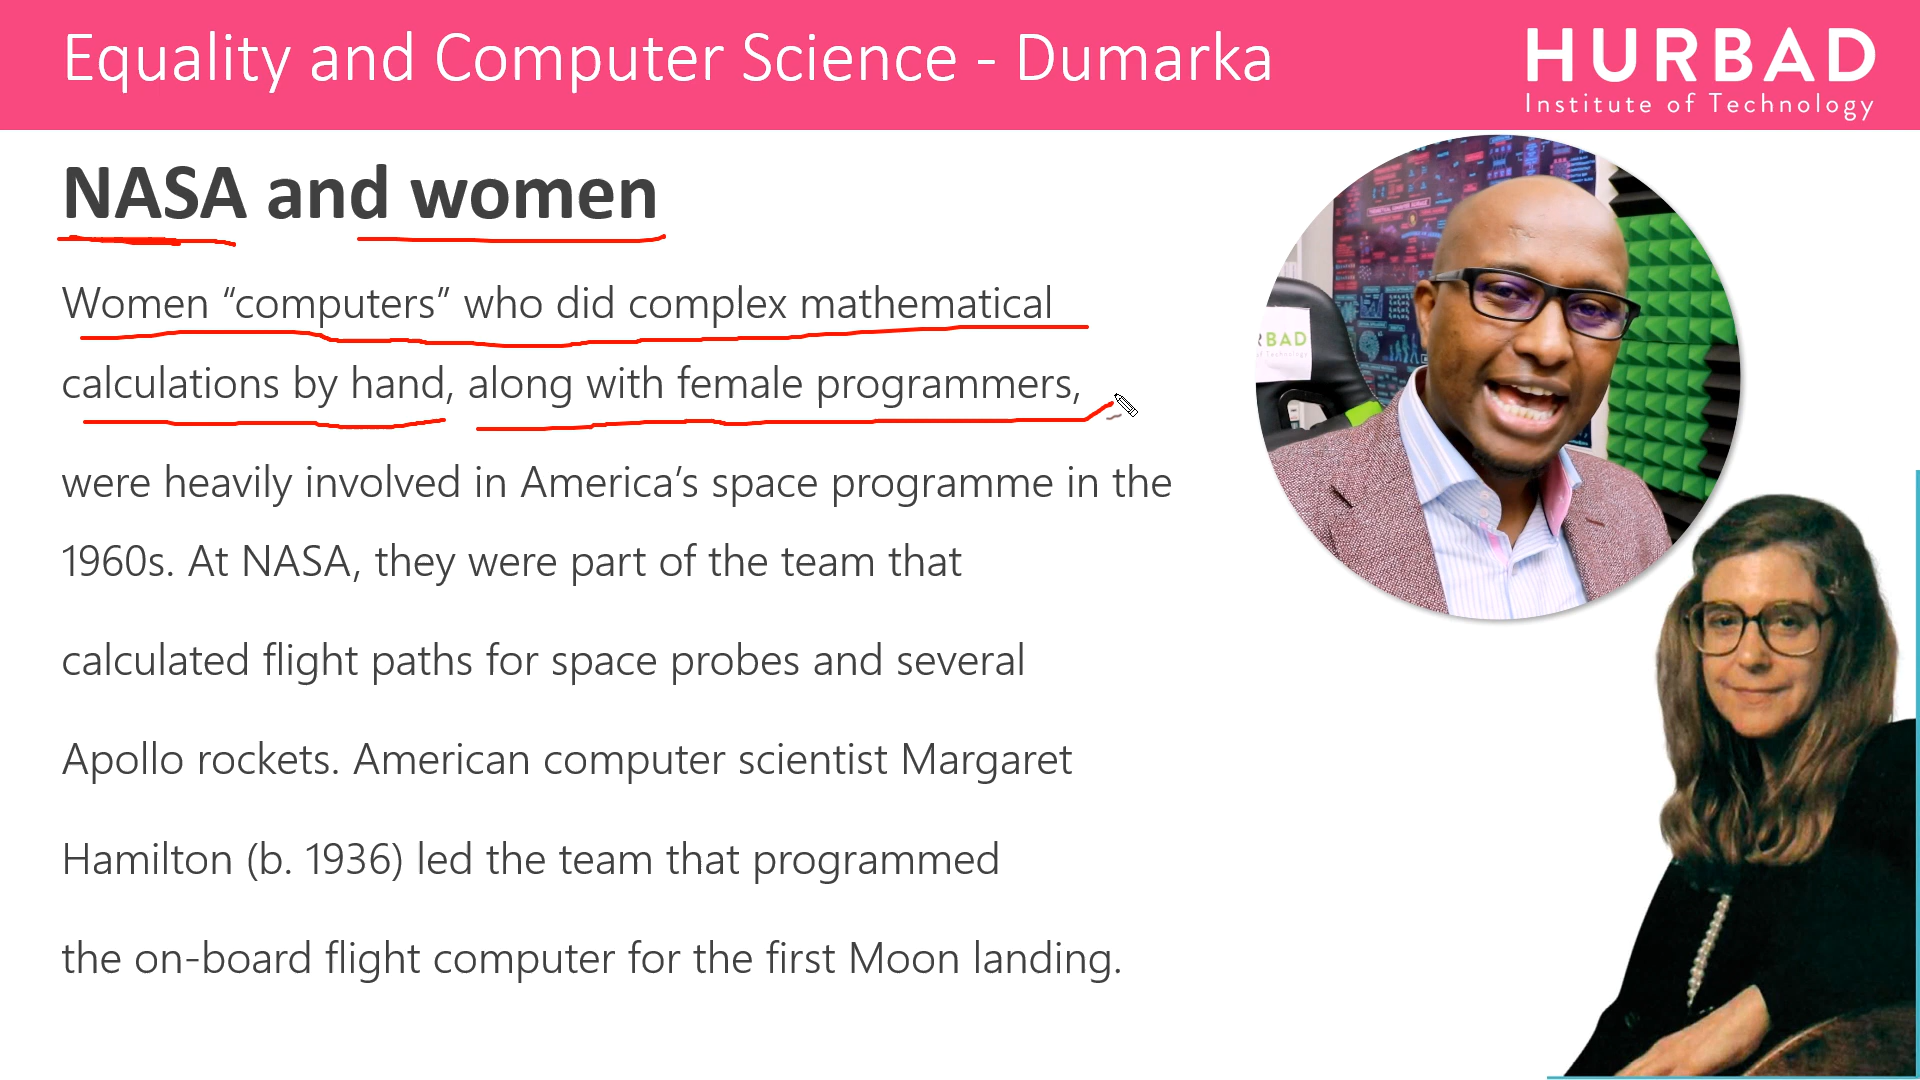 Equality and Computer Science - Dumarka
HURBAD
Institute of Technology
NASA and women
Women “computers” who did complex mathematical
calculations by hand, along with female programmers,
were heavily involved in America’s space programme in the
1960s. At NASA, they were part of the team that
calculated flight paths for space probes and several
Apollo rockets. American computer scientist Margaret
Hamilton (b. 1936) led the team that programmed
the on-board flight computer for the first Moon landing.
RBAD